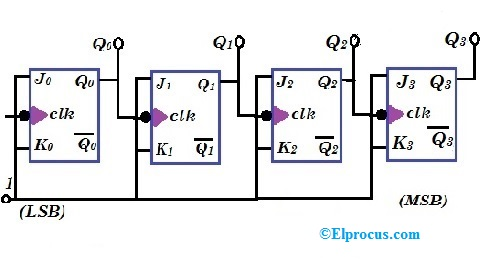 Q0 Q1 Q2 Q3
J0 Q0 J1 Q1 J2 Q2 J3 Q3
clk clk clk clk
K0 Q̅0 K1 Q̅1 K2 Q̅2 K3 Q̅3
1
(LSB) (MSB)
©Elprocus.com